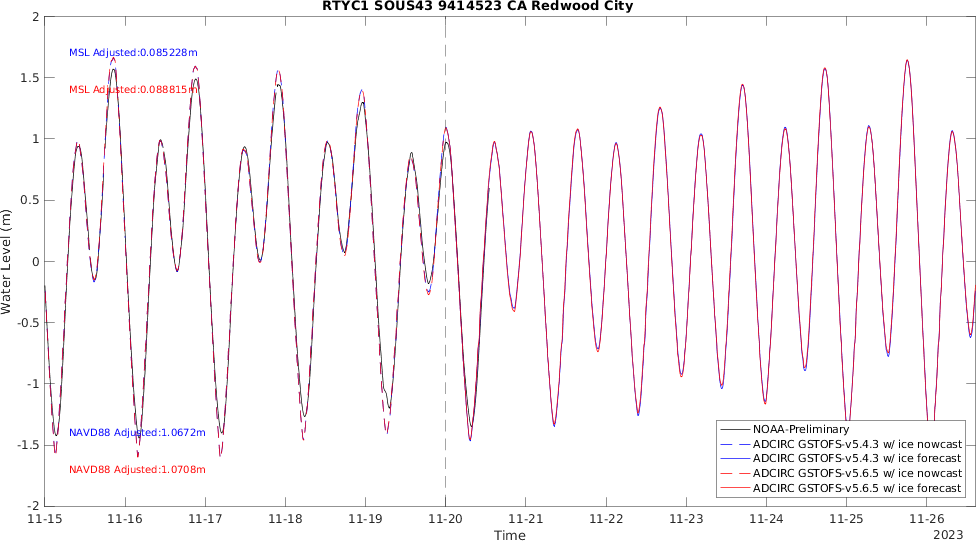 RTYC1 SOUS43 9414523 CA Redwood City
MSL Adjusted:0.085228m
MSL Adjusted:0.088815m
NAVD88 Adjusted:1.0672m
NAVD88 Adjusted:1.0708m
Water Level (m)
2
1.5
1
0.5
0
-0.5
-1
-1.5
-2
NOAA-Preliminary
ADCIRC GSTOFS-v5.4.3 w/ ice nowcast
ADCIRC GSTOFS-v5.4.3 w/ ice forecast
ADCIRC GSTOFS-v5.6.5 w/ ice nowcast
ADCIRC GSTOFS-v5.6.5 w/ ice forecast
11-15 11-16 11-17 11-18 11-19 11-20 11-21 11-22 11-23 11-24 11-25 11-26
Time
2023